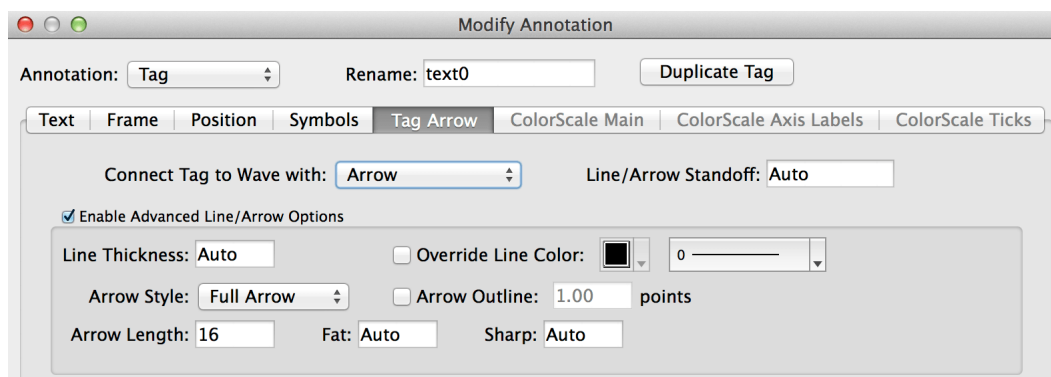 Modify Annotation
Annotation: Tag Rename: text0 Duplicate Tag
Text Frame Position Symbols Tag Arrow ColorScale Main ColorScale Axis Labels ColorScale Ticks
Connect Tag to Wave with: Arrow Line/Arrow Standoff: Auto
Enable Advanced Line/Arrow Options
Line Thickness: Auto Override Line Color: 0
Arrow Style: Full Arrow Arrow Outline: 1.00 points
Arrow Length: 16 Fat: Auto Sharp: Auto